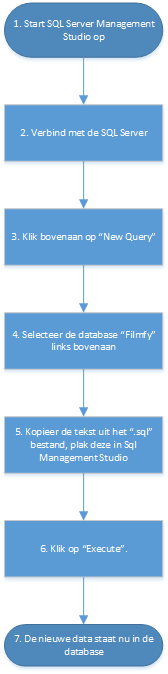 1. Start SQL Server Management
Studio op
2. Verbind met de SQL Server
3. Klik bovenaan op “New Query”
4. Selecteer de database “Filmfy”
links bovenaan
5. Kopieer de tekst uit het “.sql”
bestand, plak deze in Sql
Management Studio
6. Klik op “Execute”.
7. De nieuwe data staat nu in de
database